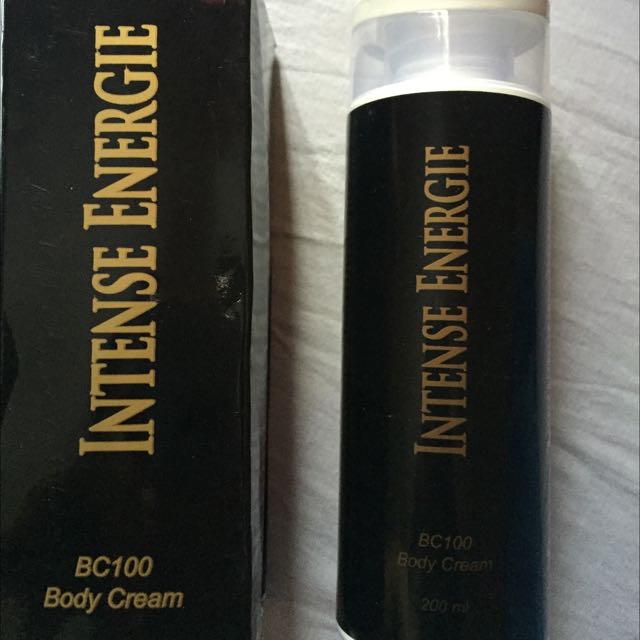 INTENSE ENERGIE
BC100
Body Cream
INTENSE ENERGIE
BC100
Body Cream
200 ml